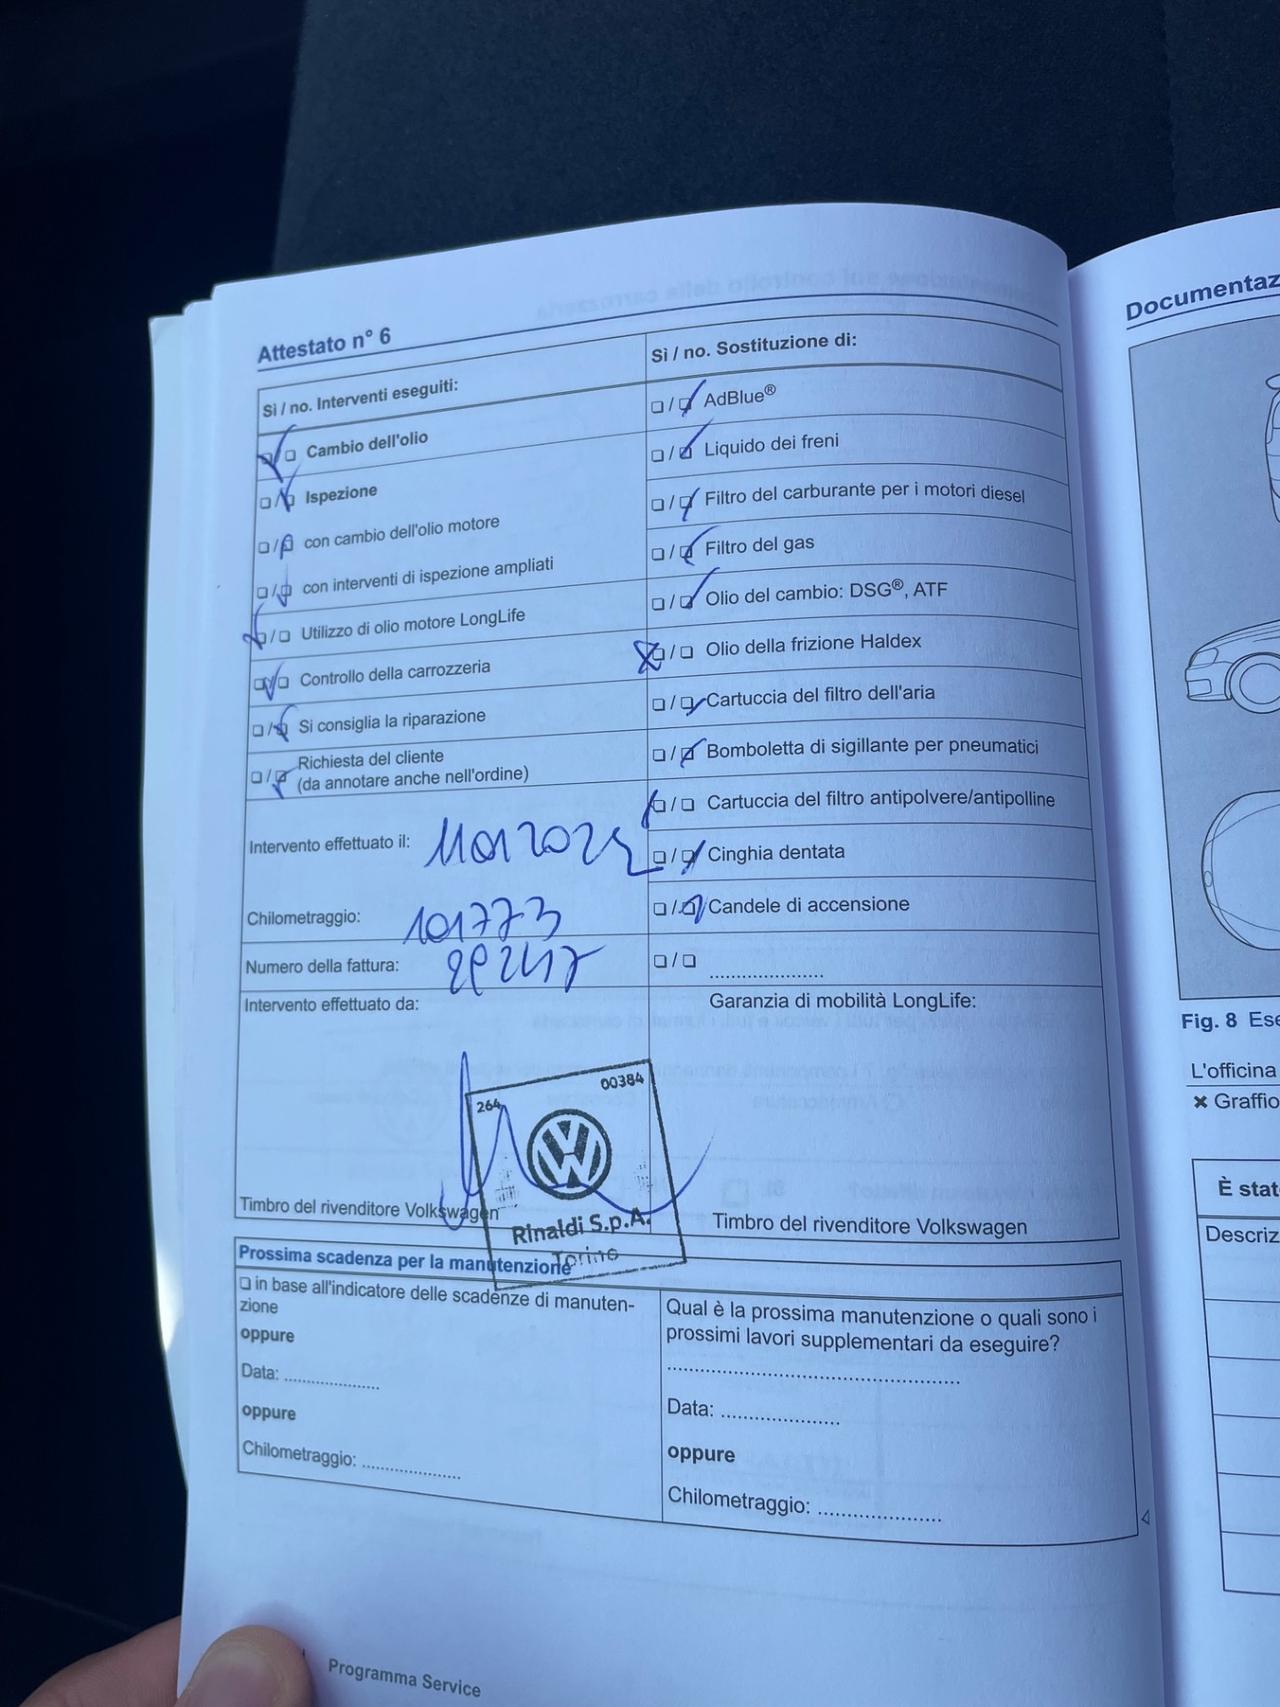 Attestato n° 6
Sì / no. Interventi eseguiti:
❏ / ❏ Cambio dell'olio
❏ / ❏ Ispezione
❏ / ❏ con cambio dell'olio motore
❏ / ❏ con interventi di ispezione ampliati
❏ / ❏ Utilizzo di olio motore LongLife
❏ / ❏ Controllo della carrozzeria
❏ / ❏ Si consiglia la riparazione
❏ / ❏ Richiesta del cliente
(da annotare anche nell'ordine)
Intervento effettuato il:
Chilometraggio: 101773
Numero della fattura:
Intervento effettuato da:
Timbro del rivenditore Volkswagen
Sì / no. Sostituzione di:
❏ / ❏ AdBlue®
❏ / ❏ Liquido dei freni
❏ / ❏ Filtro del carburante per i motori diesel
❏ / ❏ Filtro del gas
❏ / ❏ Olio del cambio: DSG®, ATF
❏ / ❏ Olio della frizione Haldex
❏ / ❏ Cartuccia del filtro dell'aria
❏ / ❏ Bomboletta di sigillante per pneumatici
❏ / ❏ Cartuccia del filtro antipolvere/antipolline
❏ / ❏ Cinghia dentata
❏ / ❏ Candele di accensione
❏ / ❏ .....................
Garanzia di mobilità LongLife:
Timbro del rivenditore Volkswagen
264 00384
Rinaldi S.p.A.
Torino
Prossima scadenza per la manutenzione
❏ in base all'indicatore delle scadenze di manuten-
zione
oppure
Data: ...................
oppure
Chilometraggio: ...................
Qual è la prossima manutenzione o quali sono i
prossimi lavori supplementari da eseguire?
.....................................................
Data: .....................
oppure
Chilometraggio: .....................
Programma Service
Documentaz
Fig. 8 Ese
L'officina
✖ Graffio
È stat
Descriz